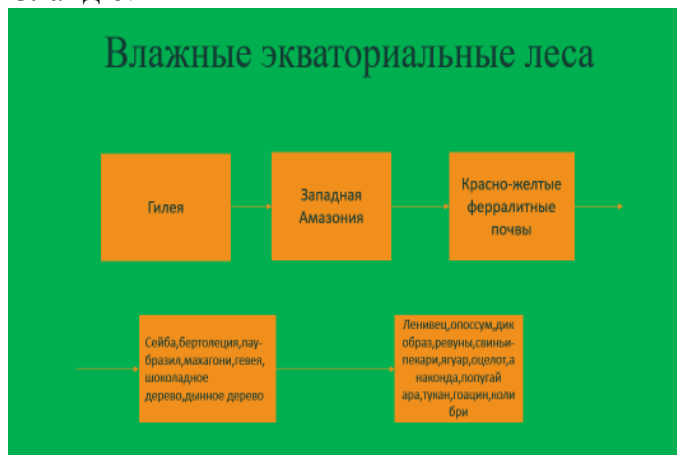 Влажные экваториальные леса
Гилея
Западная
Амазония
Красно-желтые
ферралитные
почвы
Сейба,бертолеция,пау-
бразил,махагони,гевея,
шоколадное
дерево,дынное дерево
Ленивец,опоссум,дик
образ,ревуны,свиньи-
пекари,ягуар,оцелот,а
наконда,попугай
ара,тукан,гоацин,коли
бри